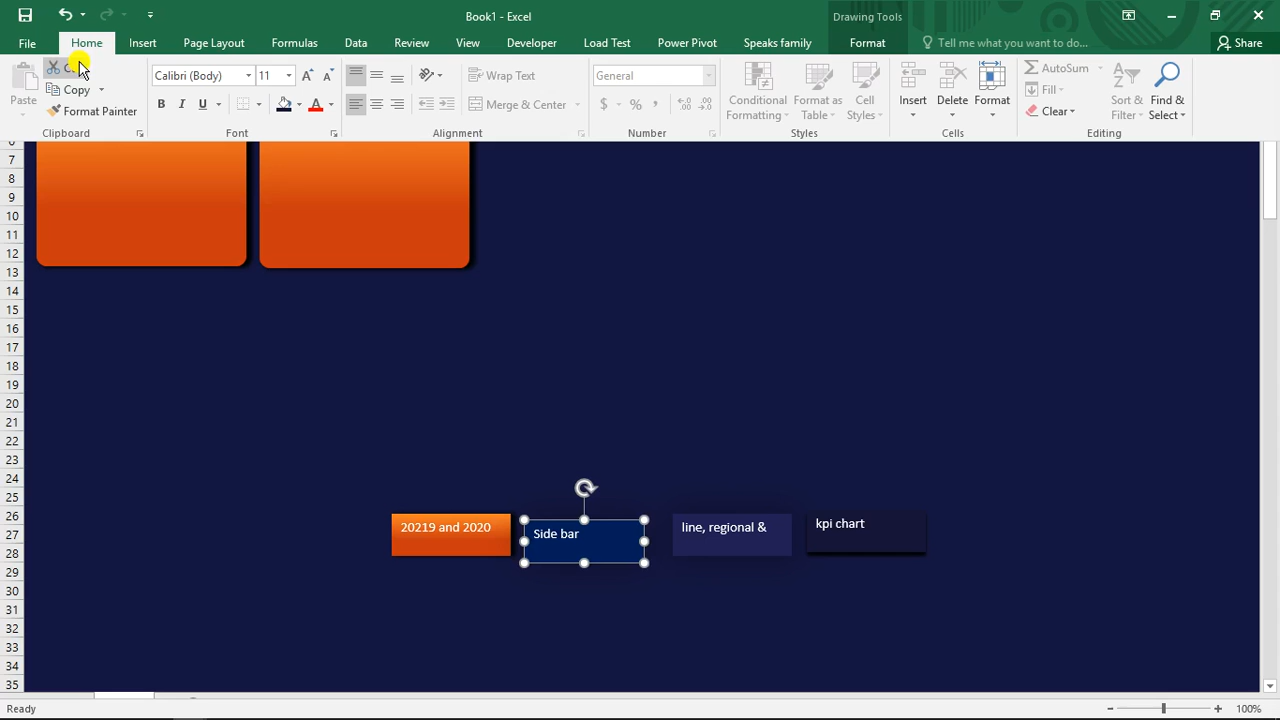 Book1 - Excel
Drawing Tools
File Home Insert Page Layout Formulas Data Review View Developer Load Test Power Pivot Speaks family Format Tell me what you want to do... Share
Paste
Copy
Format Painter
Clipboard
Calibri (Body) 11
B I U
Font
Wrap Text
Merge & Center
Alignment
General
$ % ,
Number
Conditional Formatting
Format as Table
Cell Styles
Styles
Insert Delete Format
Cells
AutoSum
Fill
Clear
Sort & Filter
Find & Select
Editing
7
8
9
10
11
12
13
14
15
16
17
18
19
20
21
22
23
24
25
26
27
28
29
30
31
32
33
34
35
20219 and 2020
Side bar
line, regional &
kpi chart
Ready
100%